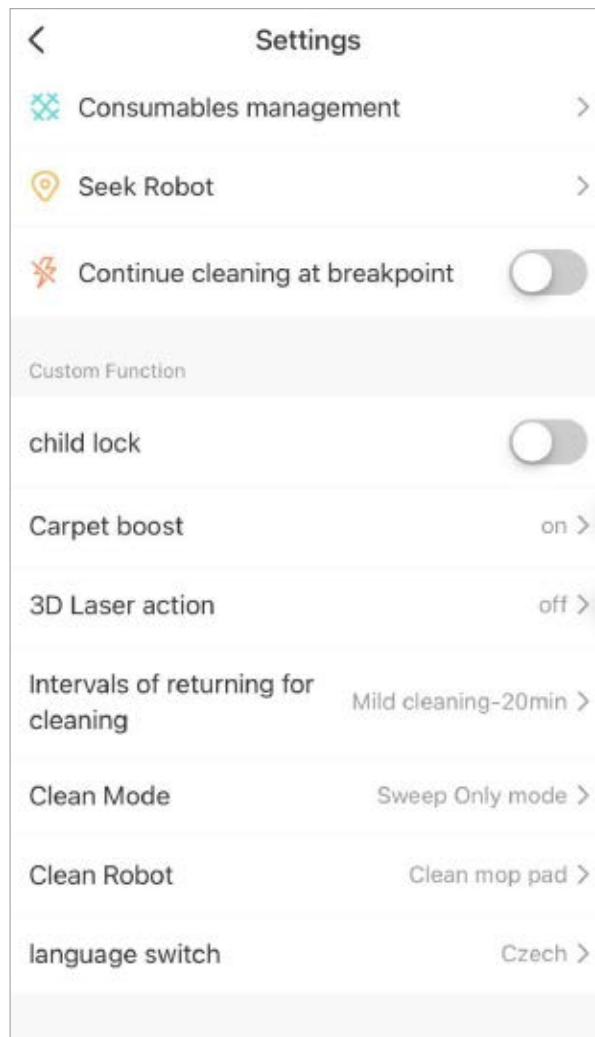 Settings
Consumables management
Seek Robot
Continue cleaning at breakpoint
Custom Function
child lock
Carpet boost on
3D Laser action off
Intervals of returning for
cleaning Mild cleaning-20min
Clean Mode Sweep Only mode
Clean Robot Clean mop pad
language switch Czech